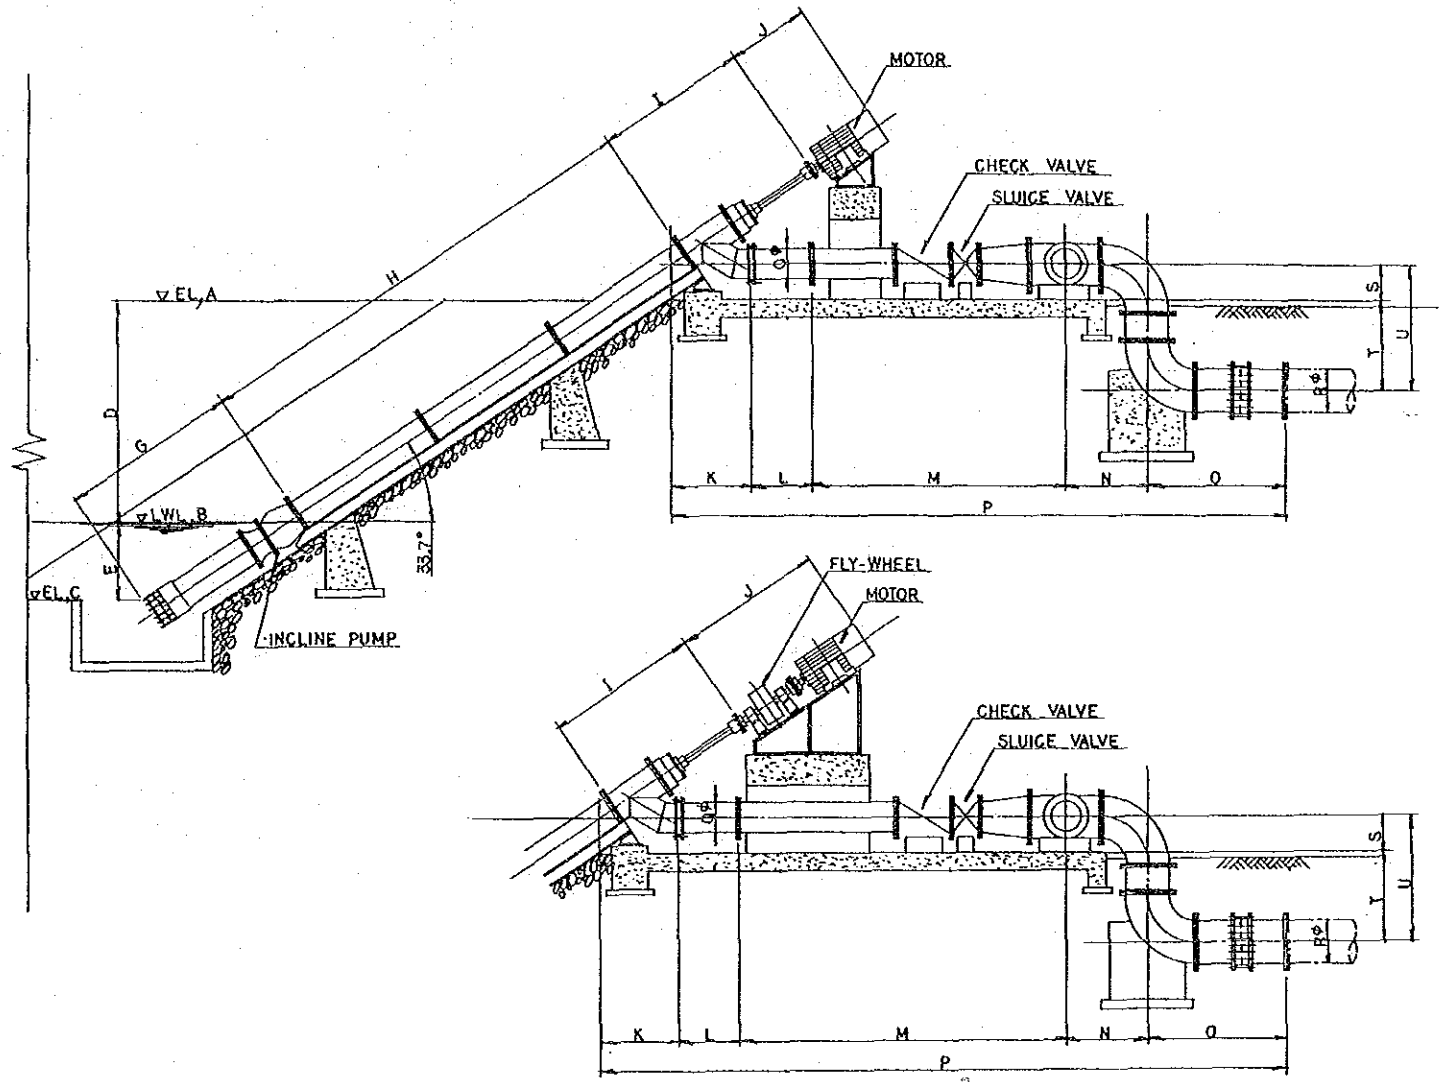 J
MOTOR
I
CHECK VALVE
SLUICE VALVE
H
Qφ
▽ EL,A
S
U
T
D
Rφ
G
K
L
M
N
O
P
▽LWL,B
33.7°
E
▽EL,C
INCLINE PUMP
FLY-WHEEL
J
MOTOR
I
CHECK VALVE
SLUICE VALVE
Qφ
S
U
T
Rφ
K
L
M
N
O
P